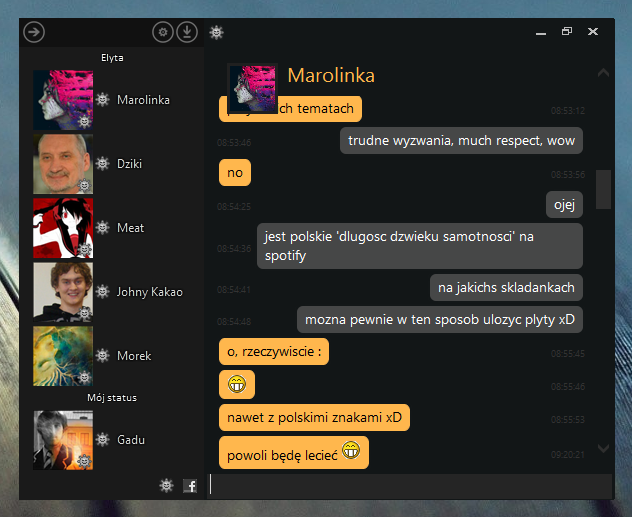 Elyta
Marolinka
Dziki
Meat
Johny Kakao
Morek
Mój status
Gadu
Marolinka
ch tematach
08:53:12
trudne wyzwania, much respect, wow
08:53:46
no
08:53:56
ojej
08:54:25
jest polskie 'dlugosc dzwieku samotnosci' na
spotify
08:54:36
na jakichs skladankach
08:54:41
mozna pewnie w ten sposob ulozyc plyty xD
08:54:48
o, rzeczywiscie :
08:55:45
08:55:46
nawet z polskimi znakami xD
08:55:53
powoli będę lecieć
09:20:21